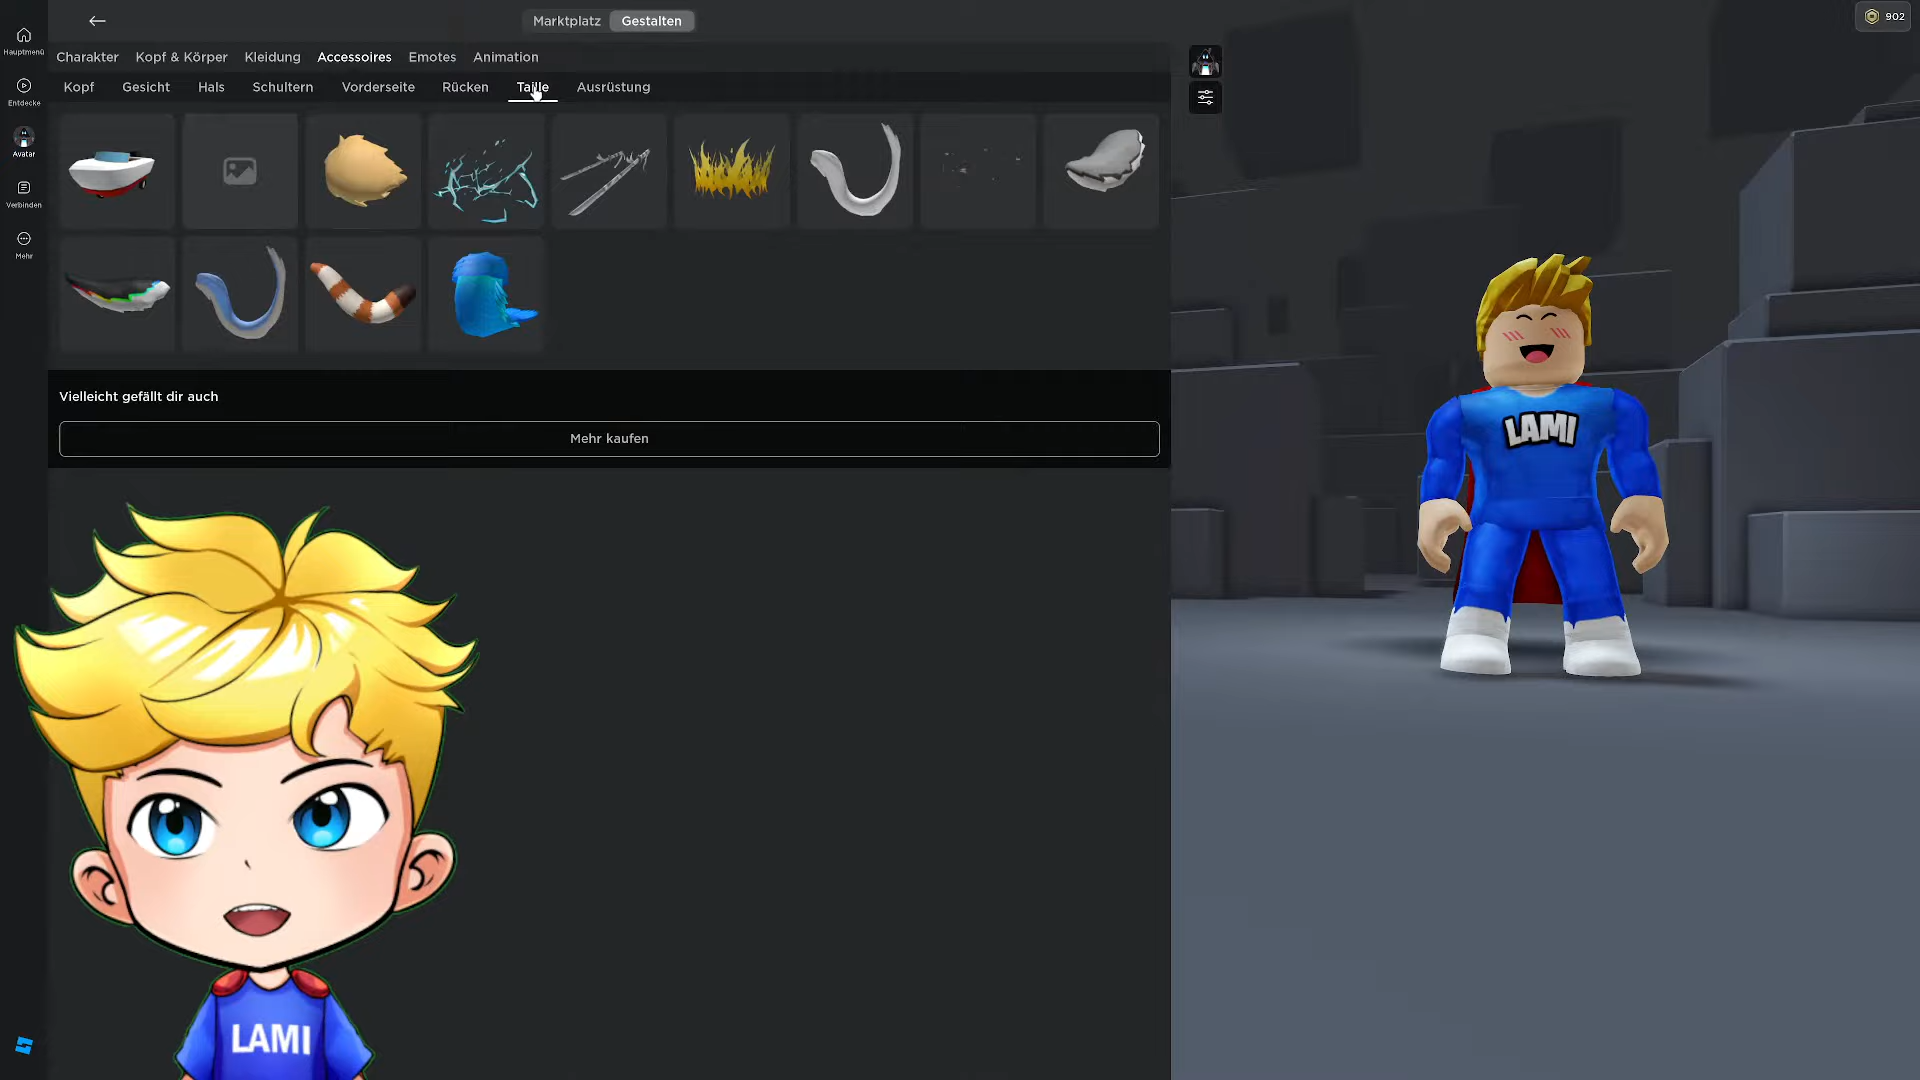 Marktplatz Gestalten
902
Hauptmenü
Charakter Kopf & Körper Kleidung Accessoires Emotes Animation
Kopf Gesicht Hals Schultern Vorderseite Rücken Taille Ausrüstung
Entdecke
Avatar
Verbinden
Mehr
Vielleicht gefällt dir auch
Mehr kaufen
LAMI
LAMI